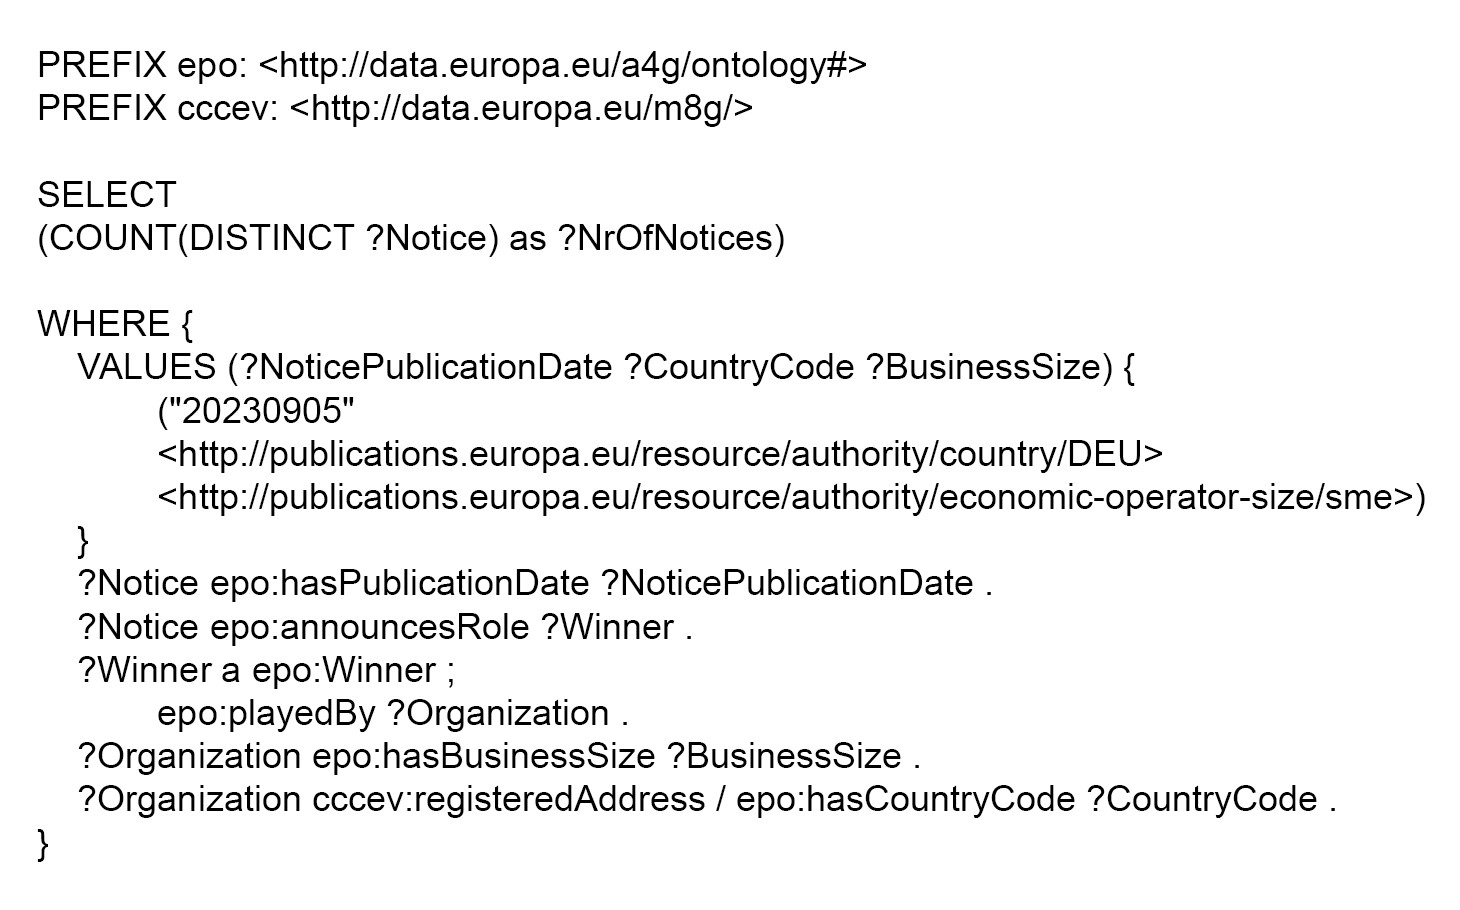 PREFIX epo: <http://data.europa.eu/a4g/ontology#>
PREFIX cccev: <http://data.europa.eu/m8g/>
SELECT
(COUNT(DISTINCT ?Notice) as ?NrOfNotices)
WHERE {
VALUES (?NoticePublicationDate ?CountryCode ?BusinessSize) {
("20230905"
<http://publications.europa.eu/resource/authority/country/DEU>
<http://publications.europa.eu/resource/authority/economic-operator-size/sme>)
}
?Notice epo:hasPublicationDate ?NoticePublicationDate .
?Notice epo:announcesRole ?Winner .
?Winner a epo:Winner ;
epo:playedBy ?Organization .
?Organization epo:hasBusinessSize ?BusinessSize .
?Organization cccev:registeredAddress / epo:hasCountryCode ?CountryCode .
}